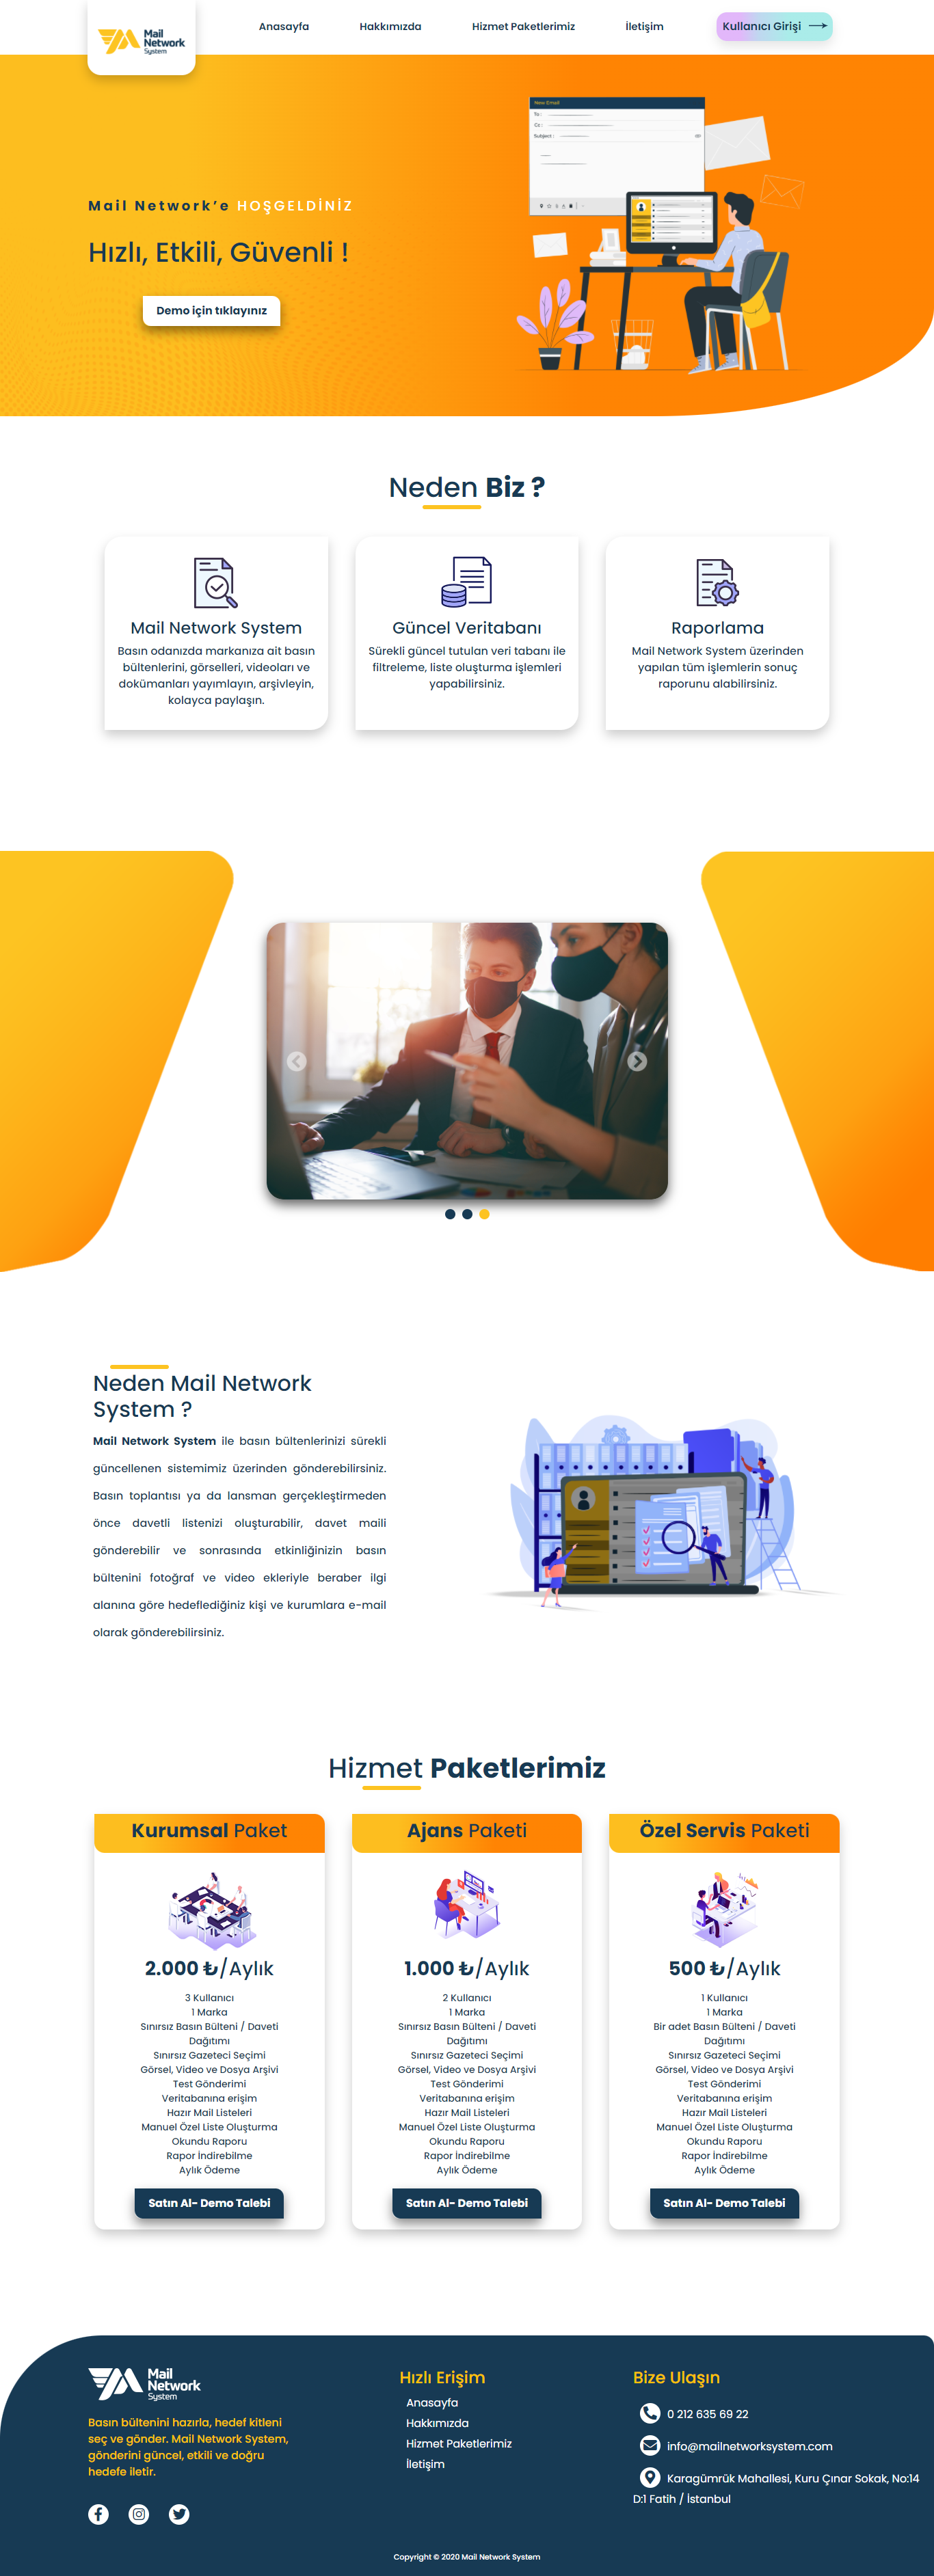 Mail
Network
System
Anasayfa
Hakkımızda
Hizmet Paketlerimiz
İletişim
Kullanıcı Girişi
New Email
To :
Cc :
Subject :
Mail Network’e HOŞGELDİNİZ
Hızlı, Etkili, Güvenli !
Demo için tıklayınız
Neden Biz ?
Mail Network System
Basın odanızda markanıza ait basın
bültenlerini, görselleri, videoları ve
dokümanları yayımlayın, arşivleyin,
kolayca paylaşın.
Güncel Veritabanı
Sürekli güncel tutulan veri tabanı ile
filtreleme, liste oluşturma işlemleri
yapabilirsiniz.
Raporlama
Mail Network System üzerinden
yapılan tüm işlemlerin sonuç
raporunu alabilirsiniz.
Neden Mail Network
System ?
Mail Network System ile basın bültenlerinizi sürekli
güncellenen sistemimiz üzerinden gönderebilirsiniz.
Basın toplantısı ya da lansman gerçekleştirmeden
önce davetli listenizi oluşturabilir, davet maili
gönderebilir ve sonrasında etkinliğinizin basın
bültenini fotoğraf ve video ekleriyle beraber ilgi
alanına göre hedeflediğiniz kişi ve kurumlara e-mail
olarak gönderebilirsiniz.
Hizmet Paketlerimiz
Kurumsal Paket
2.000 ₺/Aylık
3 Kullanıcı
1 Marka
Sınırsız Basın Bülteni / Daveti
Dağıtımı
Sınırsız Gazeteci Seçimi
Görsel, Video ve Dosya Arşivi
Test Gönderimi
Veritabanına erişim
Hazır Mail Listeleri
Manuel Özel Liste Oluşturma
Okundu Raporu
Rapor İndirebilme
Aylık Ödeme
Satın Al- Demo Talebi
Ajans Paketi
1.000 ₺/Aylık
2 Kullanıcı
1 Marka
Sınırsız Basın Bülteni / Daveti
Dağıtımı
Sınırsız Gazeteci Seçimi
Görsel, Video ve Dosya Arşivi
Test Gönderimi
Veritabanına erişim
Hazır Mail Listeleri
Manuel Özel Liste Oluşturma
Okundu Raporu
Rapor İndirebilme
Aylık Ödeme
Satın Al- Demo Talebi
Özel Servis Paketi
500 ₺/Aylık
1 Kullanıcı
1 Marka
Bir adet Basın Bülteni / Daveti
Dağıtımı
Sınırsız Gazeteci Seçimi
Görsel, Video ve Dosya Arşivi
Test Gönderimi
Veritabanına erişim
Hazır Mail Listeleri
Manuel Özel Liste Oluşturma
Okundu Raporu
Rapor İndirebilme
Aylık Ödeme
Satın Al- Demo Talebi
Mail
Network
System
Basın bültenini hazırla, hedef kitleni
seç ve gönder. Mail Network System,
gönderini güncel, etkili ve doğru
hedefe iletir.
Hızlı Erişim
Anasayfa
Hakkımızda
Hizmet Paketlerimiz
İletişim
Bize Ulaşın
0 212 635 69 22
info@mailnetworksystem.com
Karagümrük Mahallesi, Kuru Çınar Sokak, No:14
D:1 Fatih / İstanbul
Copyright © 2020 Mail Network System